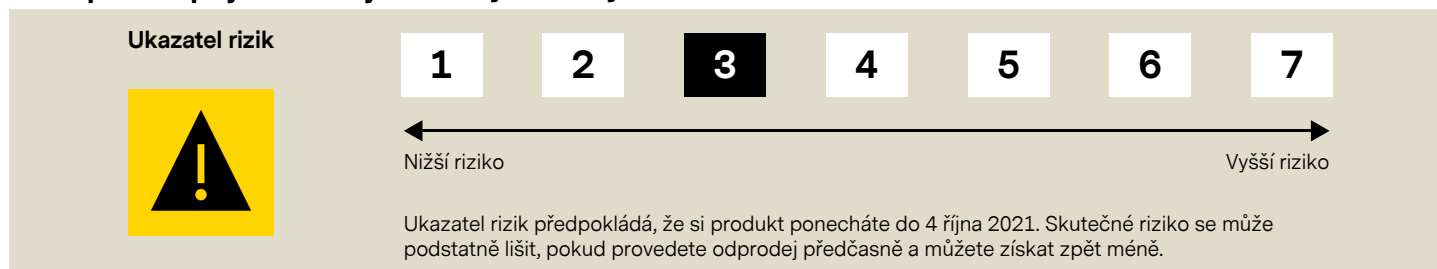 Ukazatel rizik
1 2 3 4 5 6 7
Nižší riziko Vyšší riziko
Ukazatel rizik předpokládá, že si produkt ponecháte do 4 října 2021. Skutečné riziko se může
podstatně lišit, pokud provedete odprodej předčasně a můžete získat zpět méně.